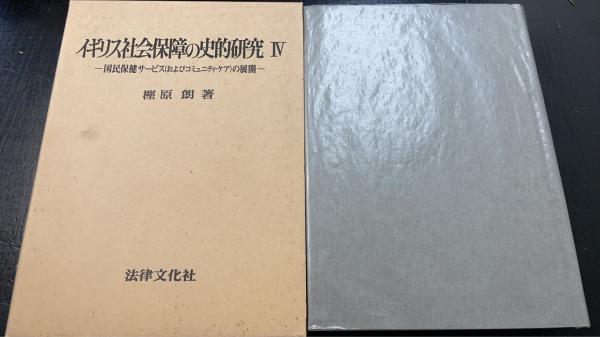 イギリス社会保障の史的研究 Ⅳ
―国民保健サービス(およびコミュニティ・ケア)の展開―
樫原 朗 著
法律文化社